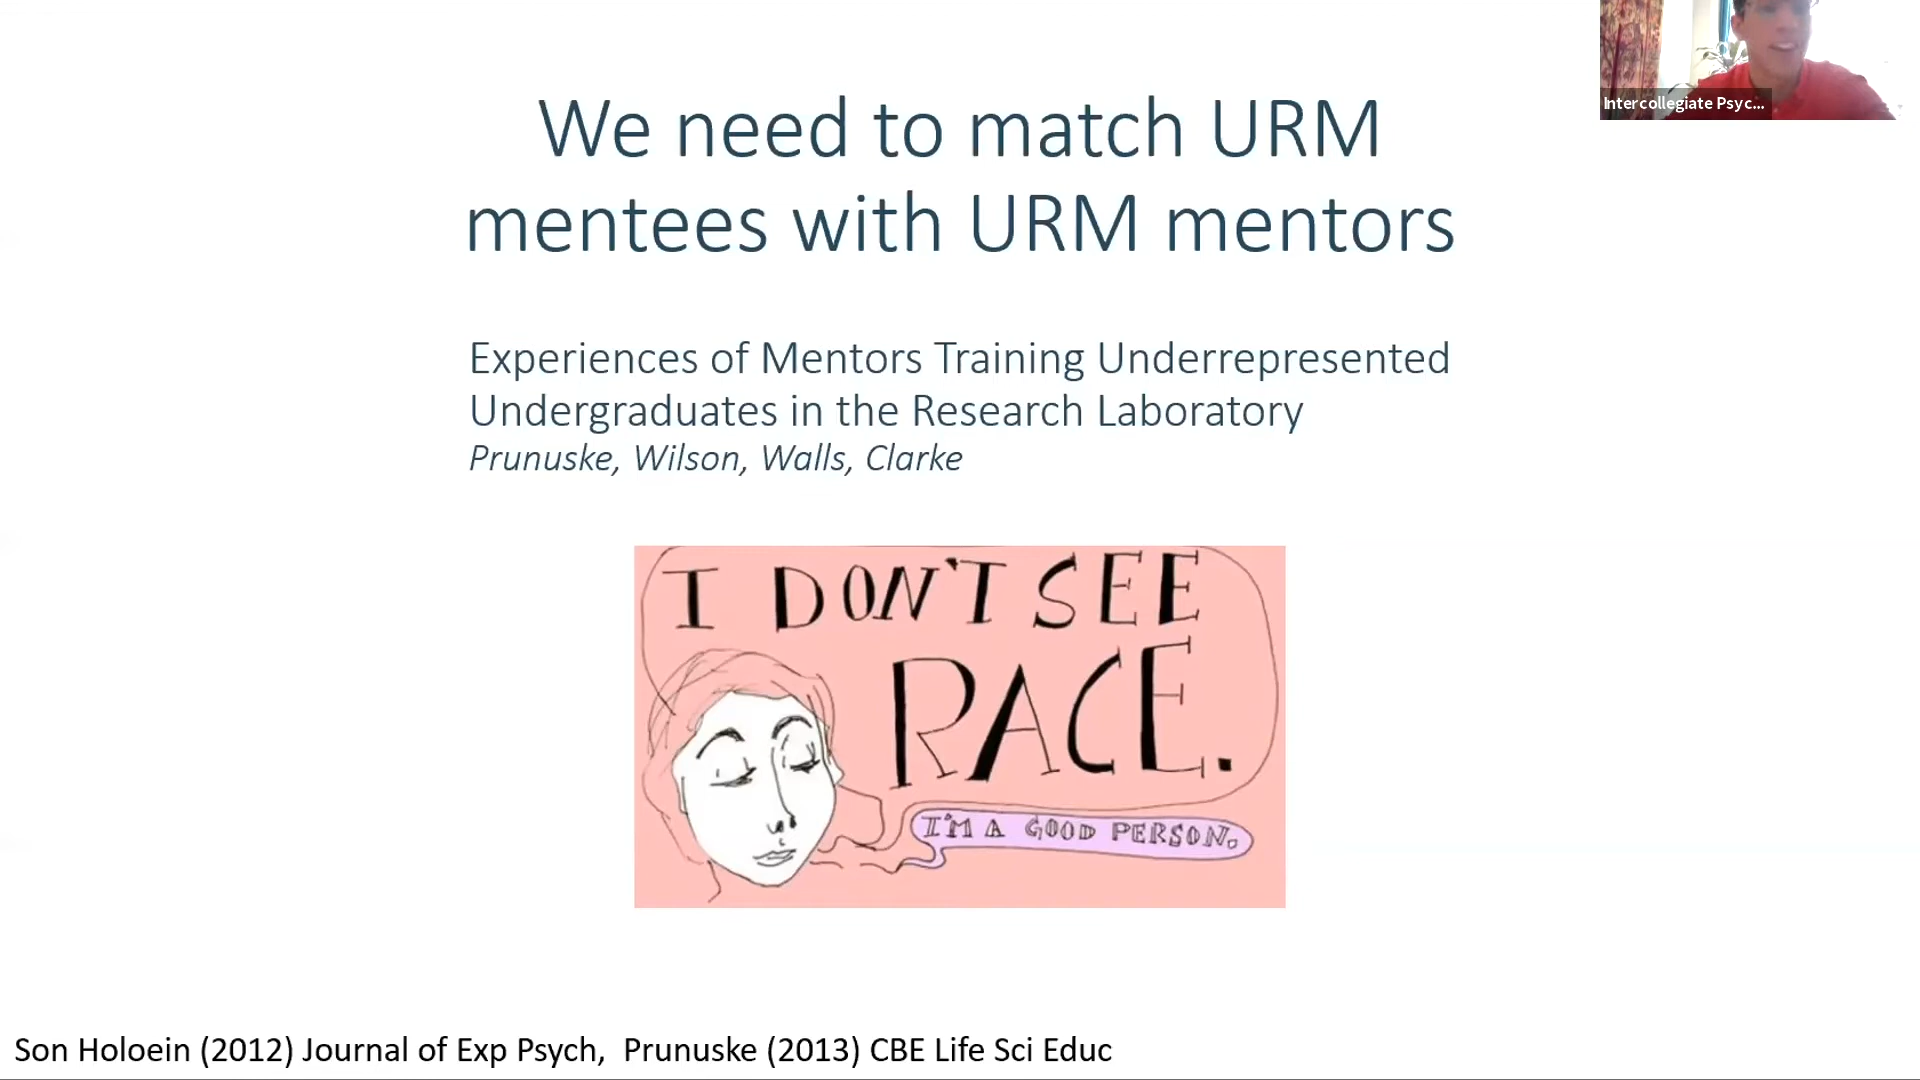 Intercollegiate Psyc...
We need to match URM
mentees with URM mentors
Experiences of Mentors Training Underrepresented
Undergraduates in the Research Laboratory
Prunuske, Wilson, Walls, Clarke
I DON'T SEE
RACE.
I'M A GOOD PERSON.
Son Holoein (2012) Journal of Exp Psych,  Prunuske (2013) CBE Life Sci Educ